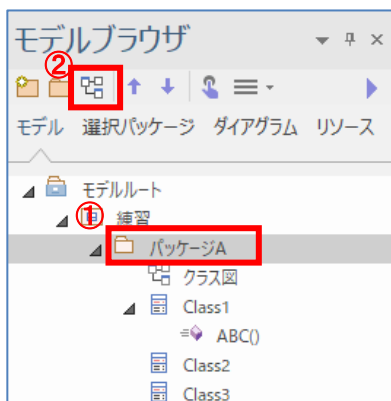 モデルブラウザ
②
モデル 選択パッケージ ダイアグラム リソース
モデルルート
① 練習
パッケージA
クラス図
Class1
ABC()
Class2
Class3